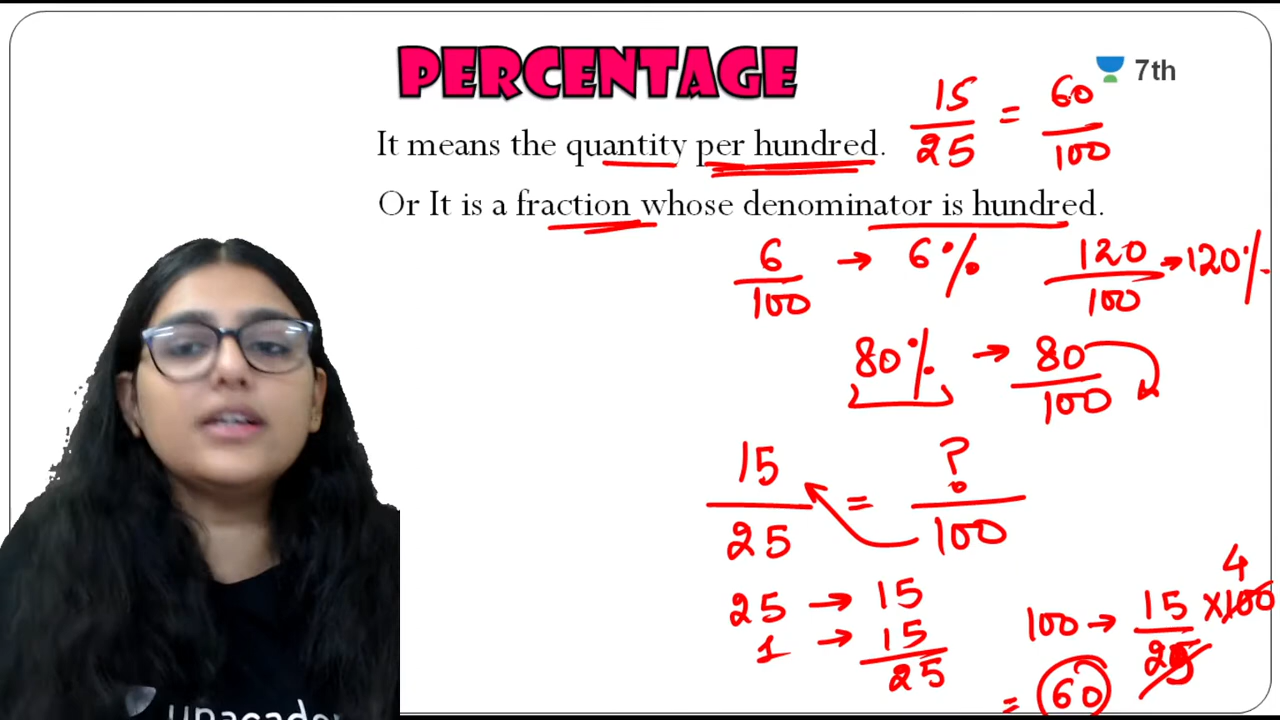 PERCENTAGE
7th
It means the quantity per hundred.
15/25 = 60/100
Or It is a fraction whose denominator is hundred.
6/100 → 6%
120/100 → 120%
80% → 80/100
15/25 = ?/100
25 → 15
1 → 15/25
100 → 15/25 × 100 4
= 60